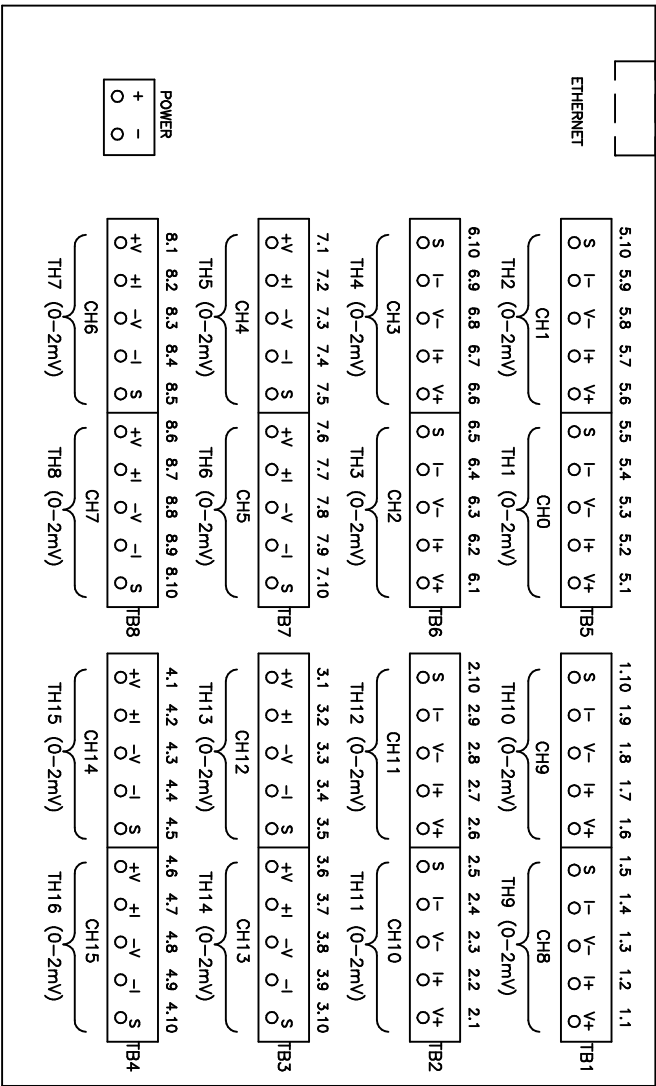 ETHERNET
5.10 5.9 5.8 5.7 5.6 5.5 5.4 5.3 5.2 5.1
S I- V- I+ V+ S I- V- I+ V+
TB5
CH1 CH0
TH2 (0-2mV) TH1 (0-2mV)
1.10 1.9 1.8 1.7 1.6 1.5 1.4 1.3 1.2 1.1
S I- V- I+ V+ S I- V- I+ V+
TB1
CH9 CH8
TH10 (0-2mV) TH9 (0-2mV)
6.10 6.9 6.8 6.7 6.6 6.5 6.4 6.3 6.2 6.1
S I- V- I+ V+ S I- V- I+ V+
TB6
CH3 CH2
TH4 (0-2mV) TH3 (0-2mV)
2.10 2.9 2.8 2.7 2.6 2.5 2.4 2.3 2.2 2.1
S I- V- I+ V+ S I- V- I+ V+
TB2
CH11 CH10
TH12 (0-2mV) TH11 (0-2mV)
7.1 7.2 7.3 7.4 7.5 7.6 7.7 7.8 7.9 7.10
+V +I -V -I S +V +I -V -I S
TB7
CH4 CH5
TH5 (0-2mV) TH6 (0-2mV)
3.1 3.2 3.3 3.4 3.5 3.6 3.7 3.8 3.9 3.10
+V +I -V -I S +V +I -V -I S
TB3
CH12 CH13
TH13 (0-2mV) TH14 (0-2mV)
POWER
+ -
8.1 8.2 8.3 8.4 8.5 8.6 8.7 8.8 8.9 8.10
+V +I -V -I S +V +I -V -I S
TB8
CH6 CH7
TH7 (0-2mV) TH8 (0-2mV)
4.1 4.2 4.3 4.4 4.5 4.6 4.7 4.8 4.9 4.10
+V +I -V -I S +V +I -V -I S
TB4
CH14 CH15
TH15 (0-2mV) TH16 (0-2mV)